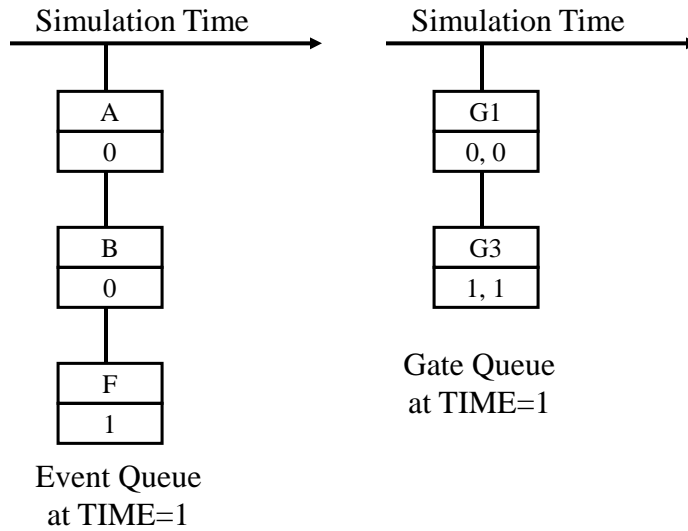 Simulation Time
A
0
B
0
F
1
Event Queue
at TIME=1
Simulation Time
G1
0, 0
G3
1, 1
Gate Queue
at TIME=1